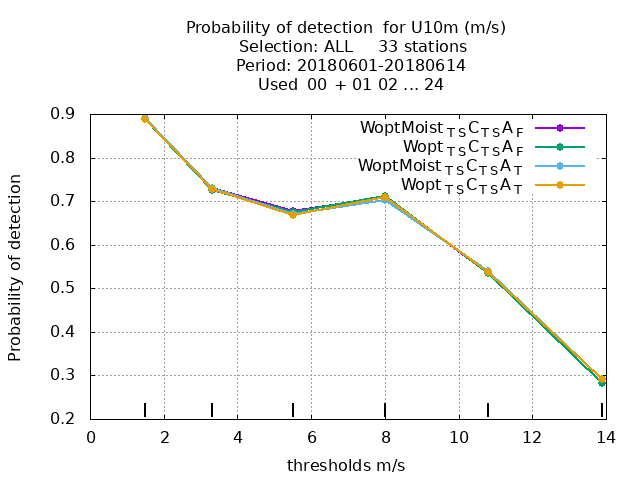 Probability of detection for U10m (m/s)
Selection: ALL 33 stations
Period: 20180601-20180614
Used 00 + 01 02 ... 24
WoptMoist TS C TS A F
Wopt TS C TS A F
WoptMoist TS C TS A T
Wopt TS C TS A T
Probability of detection
0.9
0.8
0.7
0.6
0.5
0.4
0.3
0.2
0 2 4 6 8 10 12 14
thresholds m/s